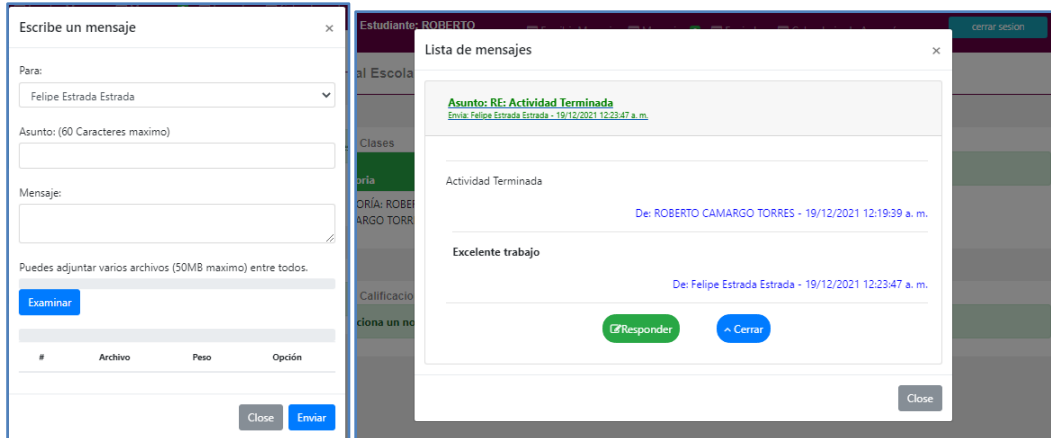 Escribe un mensaje
×
Para:
Felipe Estrada Estrada
Asunto: (60 Caracteres maximo)
Mensaje:
Puedes adjuntar varios archivos (50MB maximo) entre todos.
Examinar
# Archivo Peso Opción
Close Enviar
Estudiante: ROBERTO
cerrar sesion
al Escola
Clases
oria
ORÍA: ROBE
ARGO TORR
Calificacio
ciona un no
Lista de mensajes
×
Asunto: RE: Actividad Terminada
Envia: Felipe Estrada Estrada - 19/12/2021 12:23:47 a. m.
Actividad Terminada
De: ROBERTO CAMARGO TORRES - 19/12/2021 12:19:39 a. m.
Excelente trabajo
De: Felipe Estrada Estrada - 19/12/2021 12:23:47 a. m.
Responder Cerrar
Close